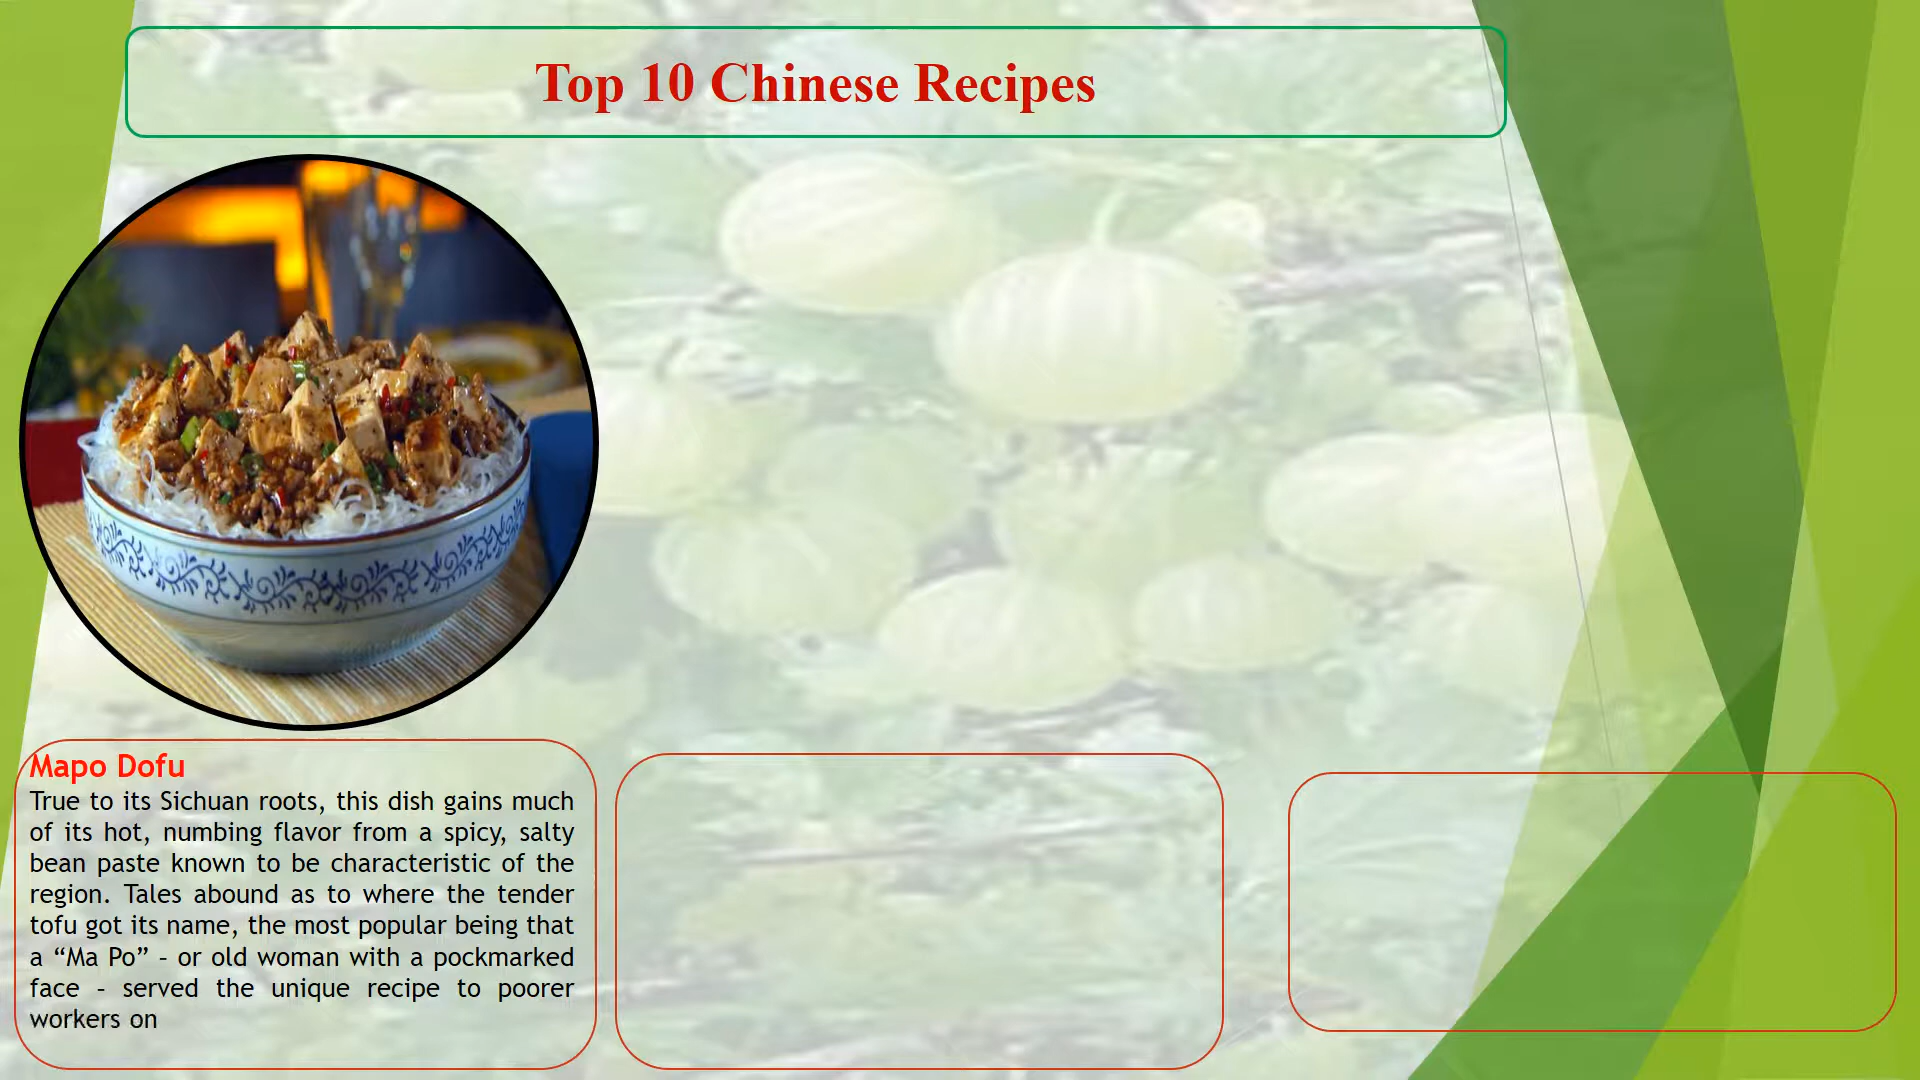 Top 10 Chinese Recipes
Mapo Dofu
True to its Sichuan roots, this dish gains much
of its hot, numbing flavor from a spicy, salty
bean paste known to be characteristic of the
region. Tales abound as to where the tender
tofu got its name, the most popular being that
a “Ma Po” – or old woman with a pockmarked
face – served the unique recipe to poorer
workers on